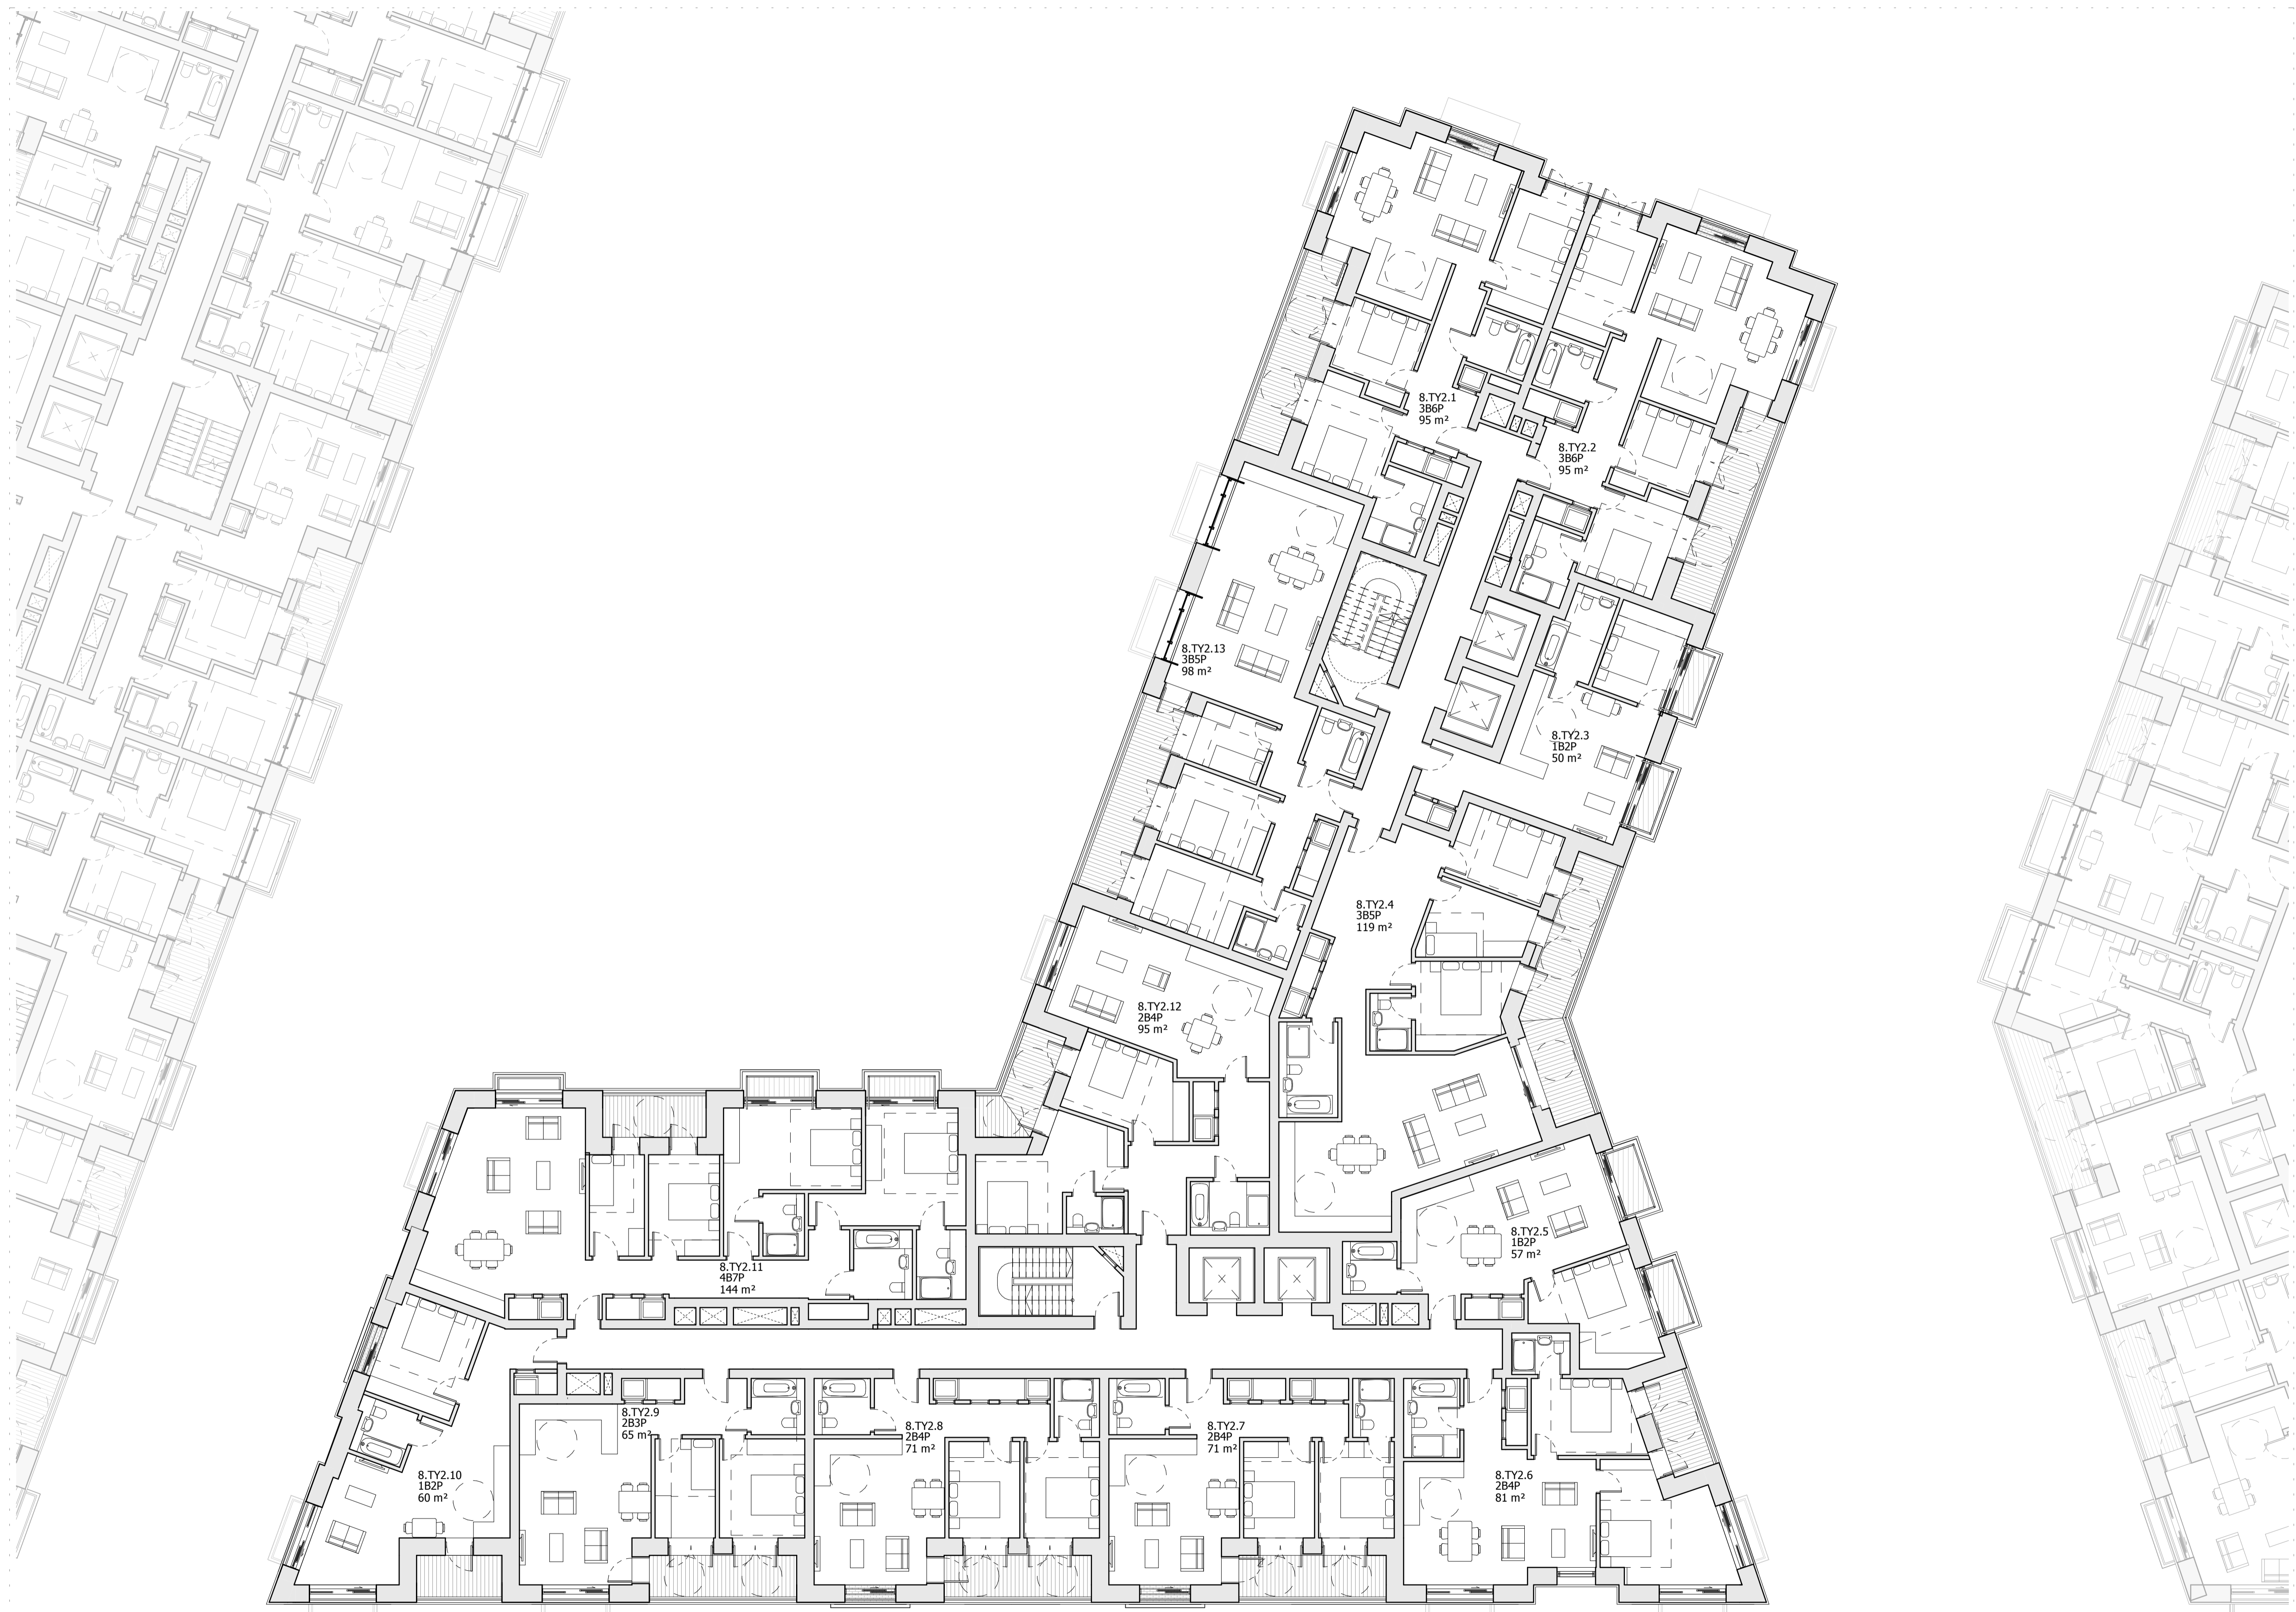 8.TY2.1
3B6P
95 m²
8.TY2.2
3B6P
95 m²
8.TY2.13
3B5P
98 m²
8.TY2.3
1B2P
50 m²
8.TY2.4
3B5P
119 m²
8.TY2.12
2B4P
95 m²
8.TY2.5
1B2P
57 m²
8.TY2.11
4B7P
144 m²
8.TY2.9
2B3P
65 m²
8.TY2.8
2B4P
71 m²
8.TY2.7
2B4P
71 m²
8.TY2.10
1B2P
60 m²
8.TY2.6
2B4P
81 m²